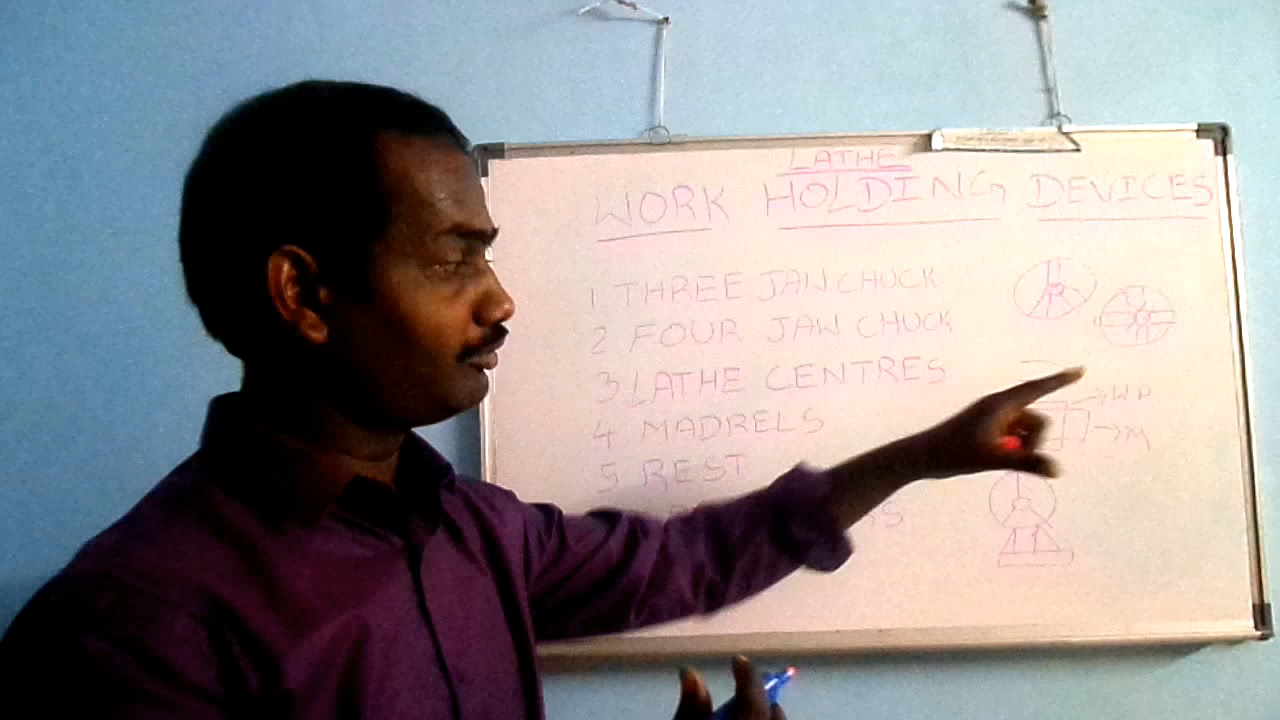 LATHE
WORK HOLDING DEVICES
1 THREE JAW CHUCK
2 FOUR JAW CHUCK
3. LATHE CENTRES
4 MADRELS
5 REST
W.P
M